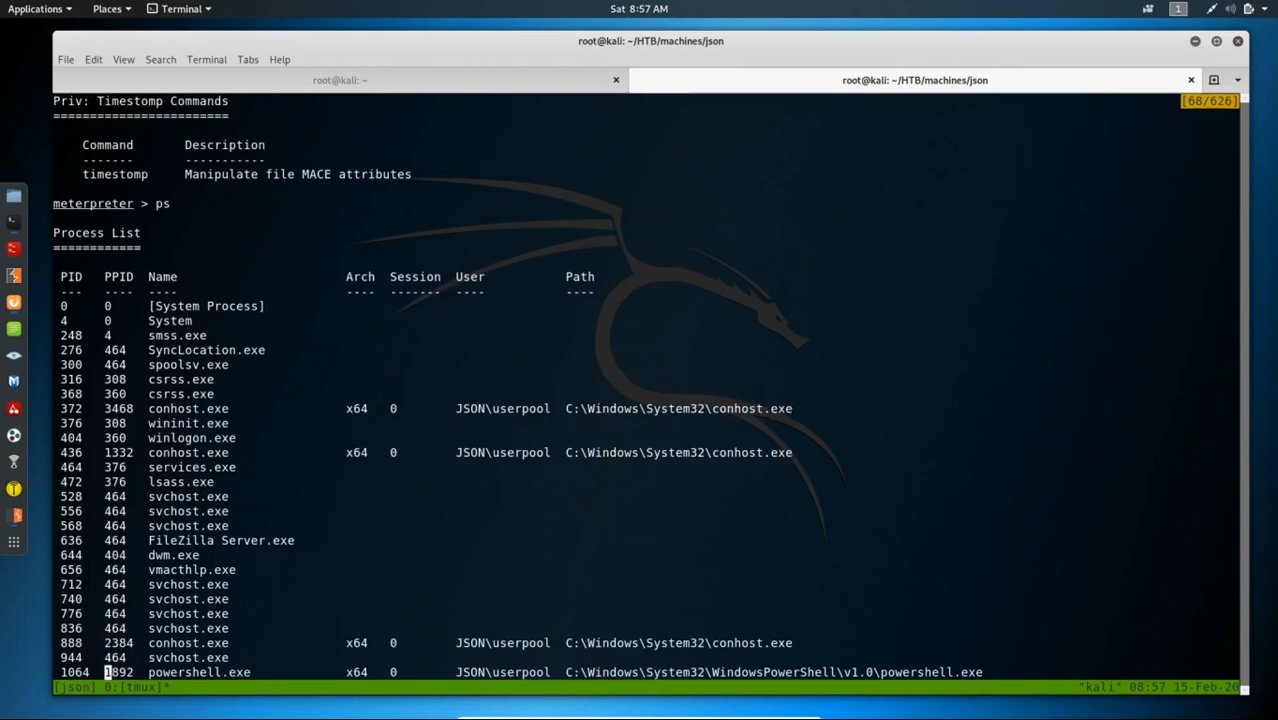 Applications Places Terminal Sat 8:57 AM 1
root@kali: ~/HTB/machines/json
File Edit View Search Terminal Tabs Help
root@kali: ~ root@kali: ~/HTB/machines/json
Priv: Timestomp Commands [68/626]
========================
Command Description
------- -----------
timestomp Manipulate file MACE attributes
meterpreter > ps
Process List
============
PID PPID Name Arch Session User Path
--- ---- ---- ---- ------- ---- ----
0 0 [System Process]
4 0 System
248 4 smss.exe
276 464 SyncLocation.exe
300 464 spoolsv.exe
316 308 csrss.exe
368 360 csrss.exe
372 3468 conhost.exe x64 0 JSON\userpool C:\Windows\System32\conhost.exe
376 308 wininit.exe
404 360 winlogon.exe
436 1332 conhost.exe x64 0 JSON\userpool C:\Windows\System32\conhost.exe
464 376 services.exe
472 376 lsass.exe
528 464 svchost.exe
556 464 svchost.exe
568 464 svchost.exe
636 464 FileZilla Server.exe
644 404 dwm.exe
656 464 vmacthlp.exe
712 464 svchost.exe
740 464 svchost.exe
776 464 svchost.exe
836 464 svchost.exe
888 2384 conhost.exe x64 0 JSON\userpool C:\Windows\System32\conhost.exe
944 464 svchost.exe
1064 1892 powershell.exe x64 0 JSON\userpool C:\Windows\System32\WindowsPowerShell\v1.0\powershell.exe
[json] 0:[tmux]* "kali" 08:57 15-Feb-20